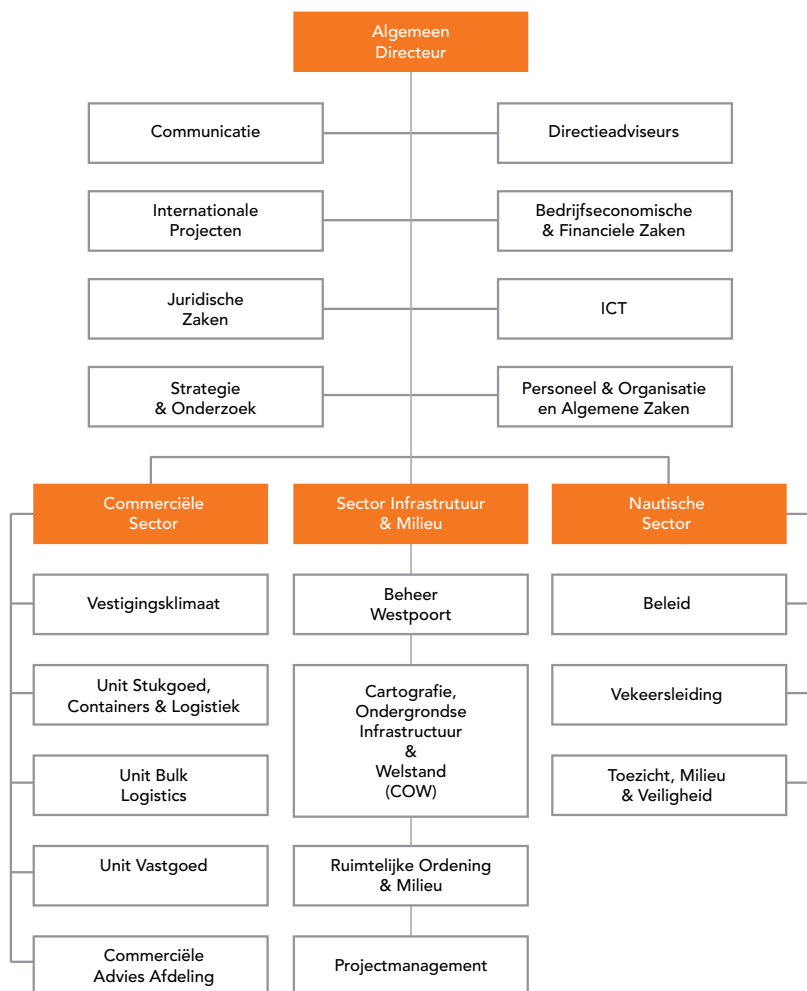 Algemeen
Directeur
Communicatie
Directieadviseurs
Internationale
Projecten
Bedrijfseconomische
& Financiele Zaken
Juridische
Zaken
ICT
Strategie
& Onderzoek
Personeel & Organisatie
en Algemene Zaken
Commerciële
Sector
Sector Infrastrutuur
& Milieu
Nautische
Sector
Vestigingsklimaat
Beheer
Westpoort
Beleid
Unit Stukgoed,
Containers & Logistiek
Cartografie,
Ondergrondse
Infrastructuur
&
Welstand
(COW)
Vekeersleiding
Unit Bulk
Logistics
Toezicht, Milieu
& Veiligheid
Unit Vastgoed
Ruimtelijke Ordening
& Milieu
Commerciële
Advies Afdeling
Projectmanagement